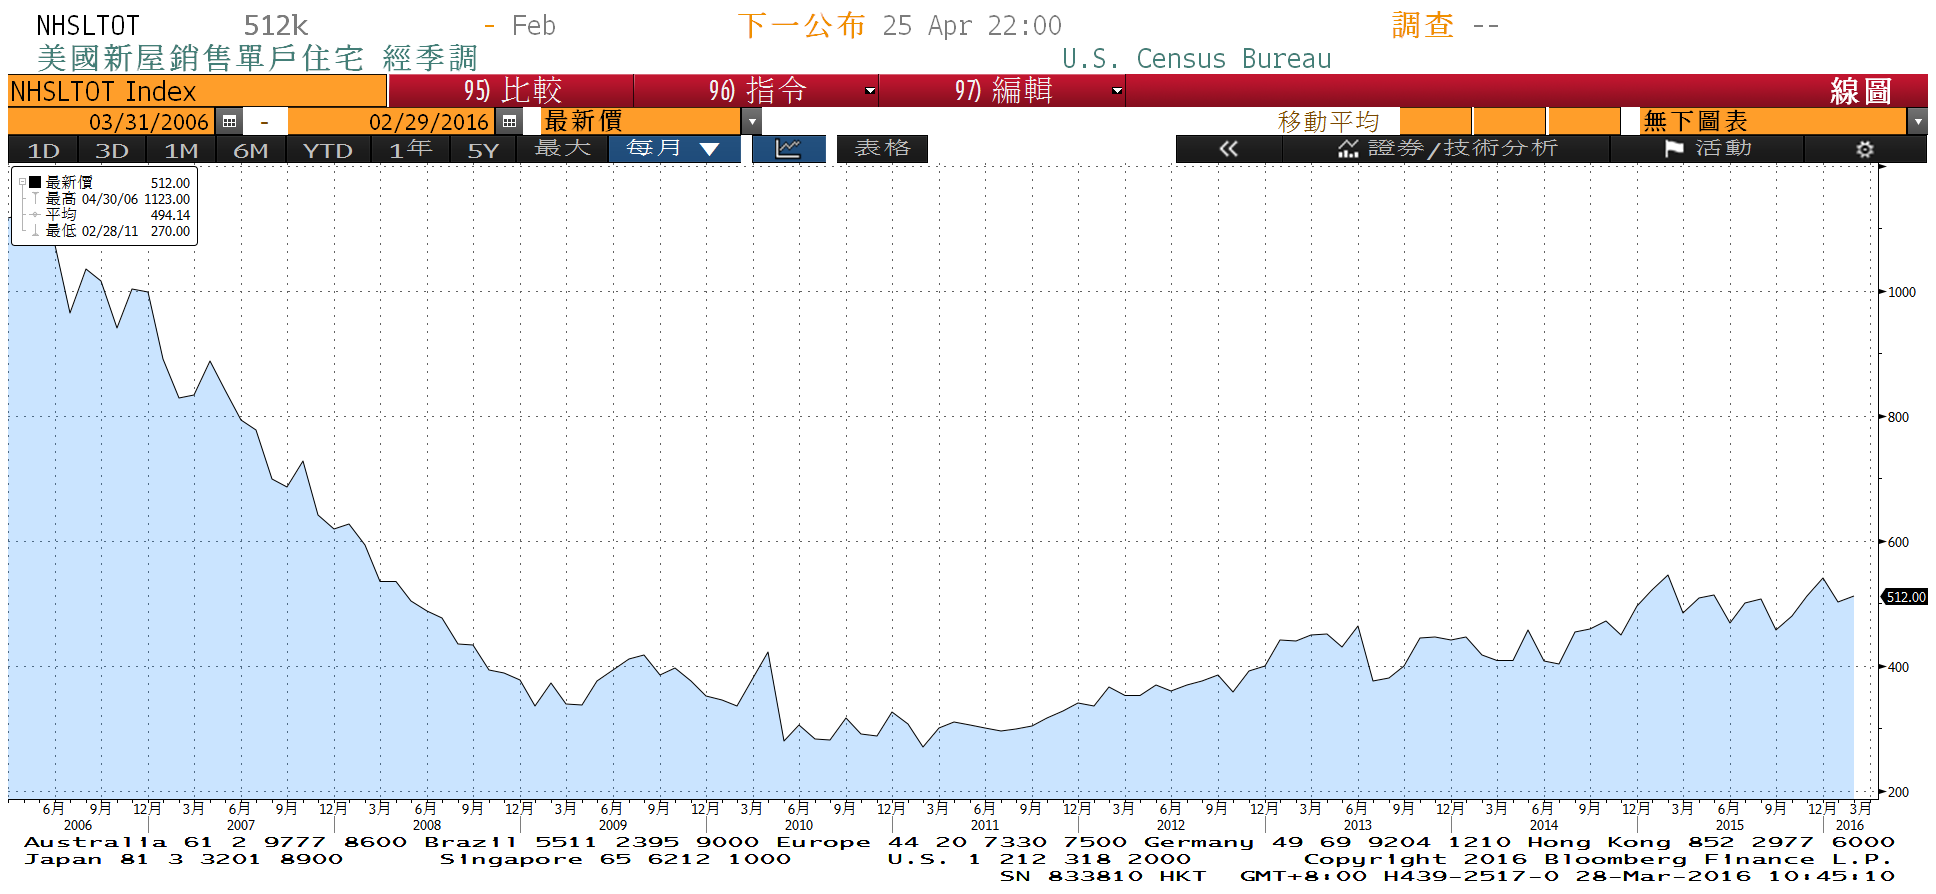 NHSLTOT 512k - Feb 下一公布 25 Apr 22:00 調查 --
美國新屋銷售單戶住宅 經季調 U.S. Census Bureau
NHSLTOT Index 95) 比較 96) 指令 97) 編輯 線圖
03/31/2006 - 02/29/2016 最新價 移動平均 無下圖表
1D 3D 1M 6M YTD 1年 5Y 最大 每月 ▼ 表格 « 證券/技術分析 活動
最新價 512.00
最高 04/30/06 1123.00
平均 494.14
最低 02/28/11 270.00
1000
800
600
512.00
400
200
6月 9月 12月 3月 6月 9月 12月 3月 6月 9月 12月 3月 6月 9月 12月 3月 6月 9月 12月 3月 6月 9月 12月 3月 6月 9月 12月 3月 6月 9月 12月 3月 6月 9月 12月 3月 6月 9月 12月 3月
2006 2007 2008 2009 2010 2011 2012 2013 2014 2015 2016
Australia 61 2 9777 8600 Brazil 5511 2395 9000 Europe 44 20 7330 7500 Germany 49 69 9204 1210 Hong Kong 852 2977 6000
Japan 81 3 3201 8900 Singapore 65 6212 1000 U.S. 1 212 318 2000 Copyright 2016 Bloomberg Finance L.P.
SN 833810 HKT GMT+8:00 H439-2517-0 28-Mar-2016 10:45:10